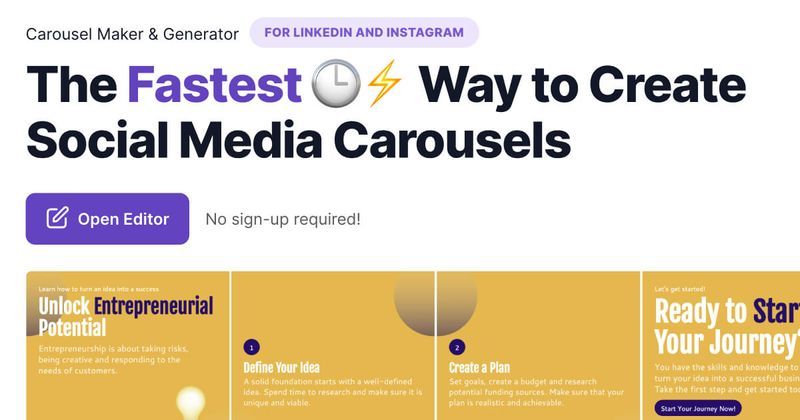 Carousel Maker & Generator
FOR LINKEDIN AND INSTAGRAM
The Fastest 🕒⚡ Way to Create
Social Media Carousels
Open Editor
No sign-up required!
Learn how to turn an idea into a success
Unlock Entrepreneurial
Potential
Entrepreneurship is about taking risks,
being creative and responding to the
needs of customers.
1
Define Your Idea
A solid foundation starts with a well-defined
idea. Spend time to research and make sure it is
unique and viable.
2
Create a Plan
Set goals, create a budget and research
potential funding sources. Make sure that your
plan is realistic and achievable.
Let's get started!
Ready to Star
Your Journey
You have the skills and knowledge to
turn your idea into a successful busin
Take the first step and get started to
Start Your Journey Now!